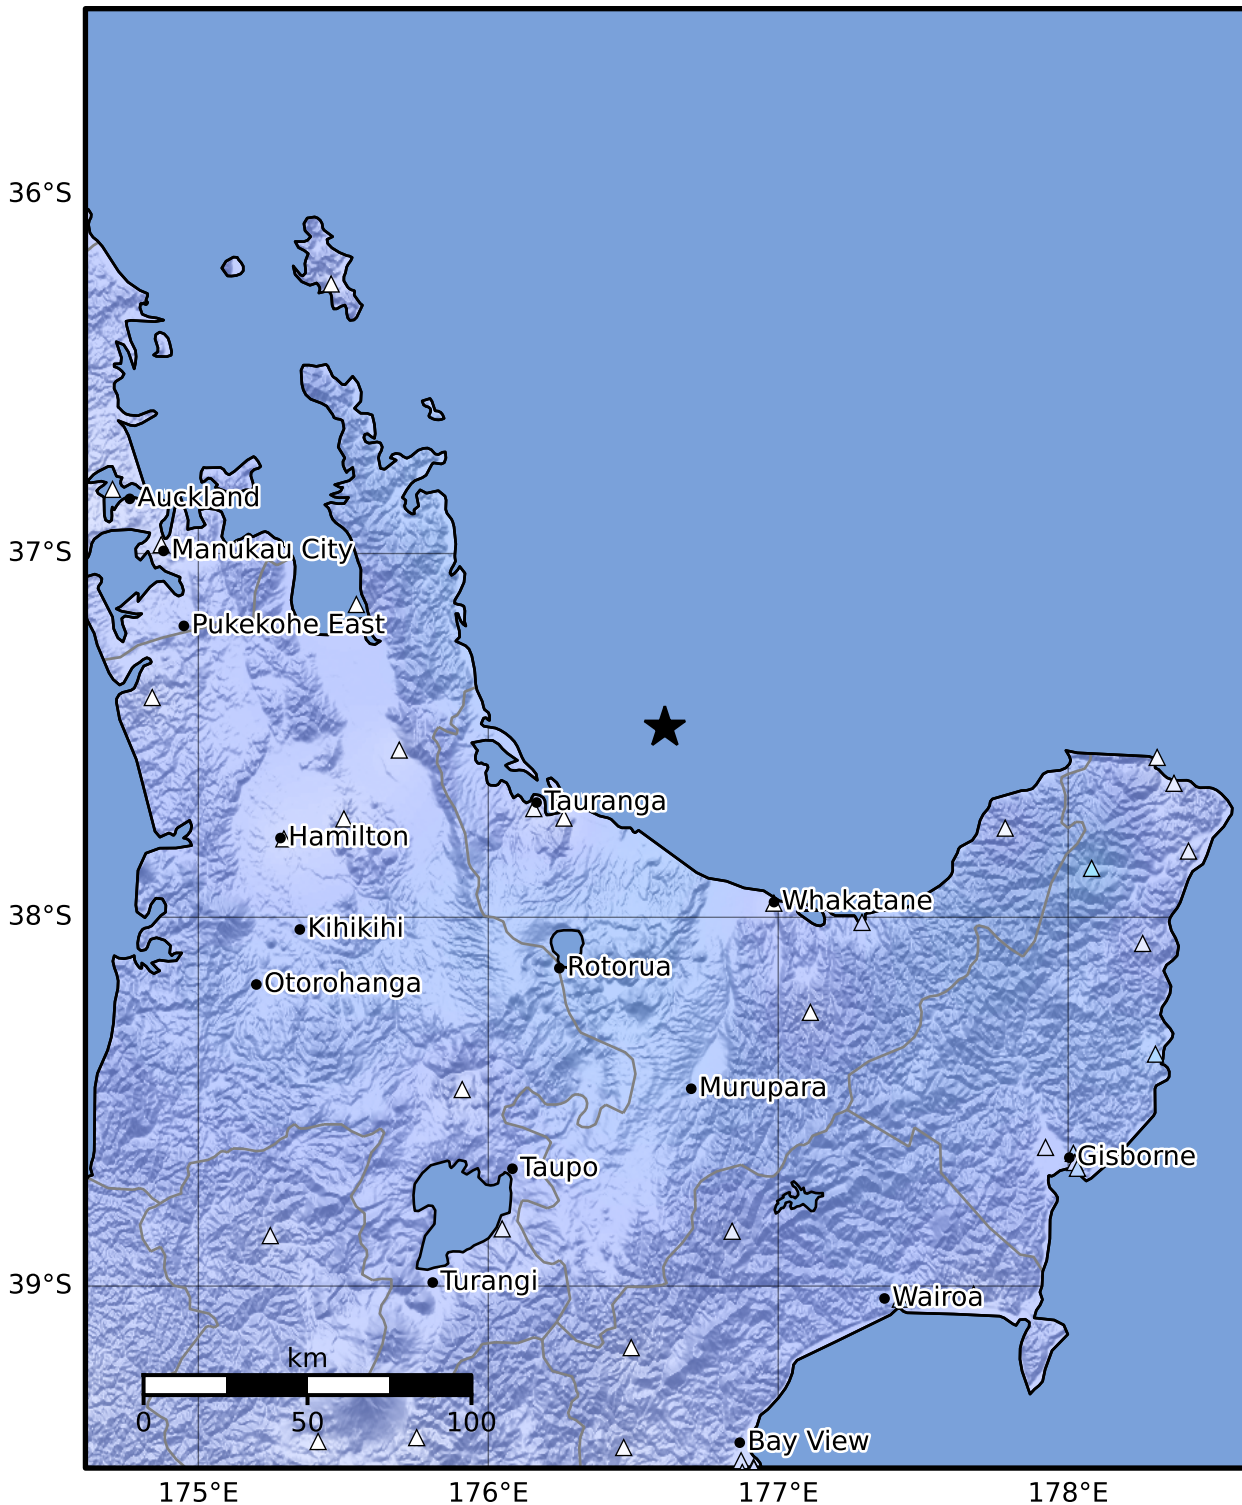 36°S
Auckland
37°S
Manukau City
Pukekohe East
Tauranga
Hamilton
Whakatane
38°S
Kihikihi
Rotorua
Otorohanga
Murupara
Gisborne
Taupo
39°S
Turangi
Wairoa
km
0 50 100
Bay View
175°E 176°E 177°E 178°E